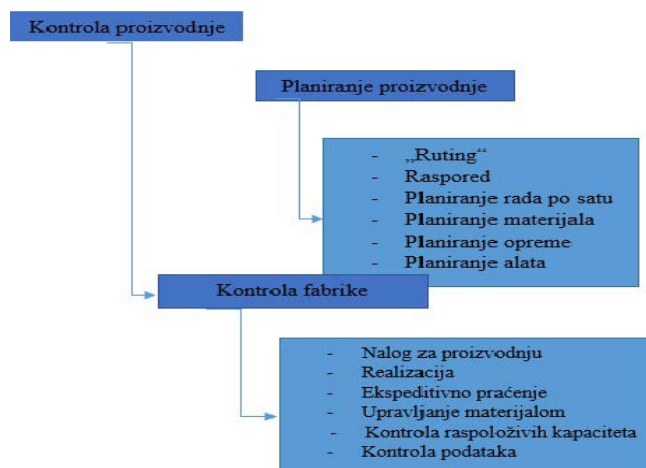 Kontrola proizvodnje
Planiranje proizvodnje
- „Ruting“
- Raspored
- Planiranje rada po satu
- Planiranje materijala
- Planiranje opreme
- Planiranje alata
Kontrola fabrike
- Nalog za proizvodnju
- Realizacija
- Ekspeditivno praćenje
- Upravljanje materijalom
- Kontrola raspoloživih kapaciteta
- Kontrola podataka